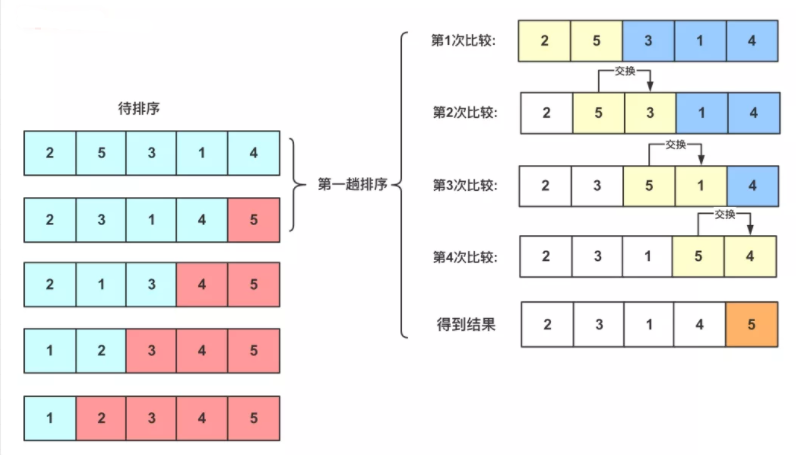 待排序
2 5 3 1 4
2 3 1 4 5
2 1 3 4 5
1 2 3 4 5
1 2 3 4 5
第一趟排序
第1次比较: 2 5 3 1 4
交换
第2次比较: 2 5 3 1 4
交换
第3次比较: 2 3 5 1 4
交换
第4次比较: 2 3 1 5 4
得到结果 2 3 1 4 5